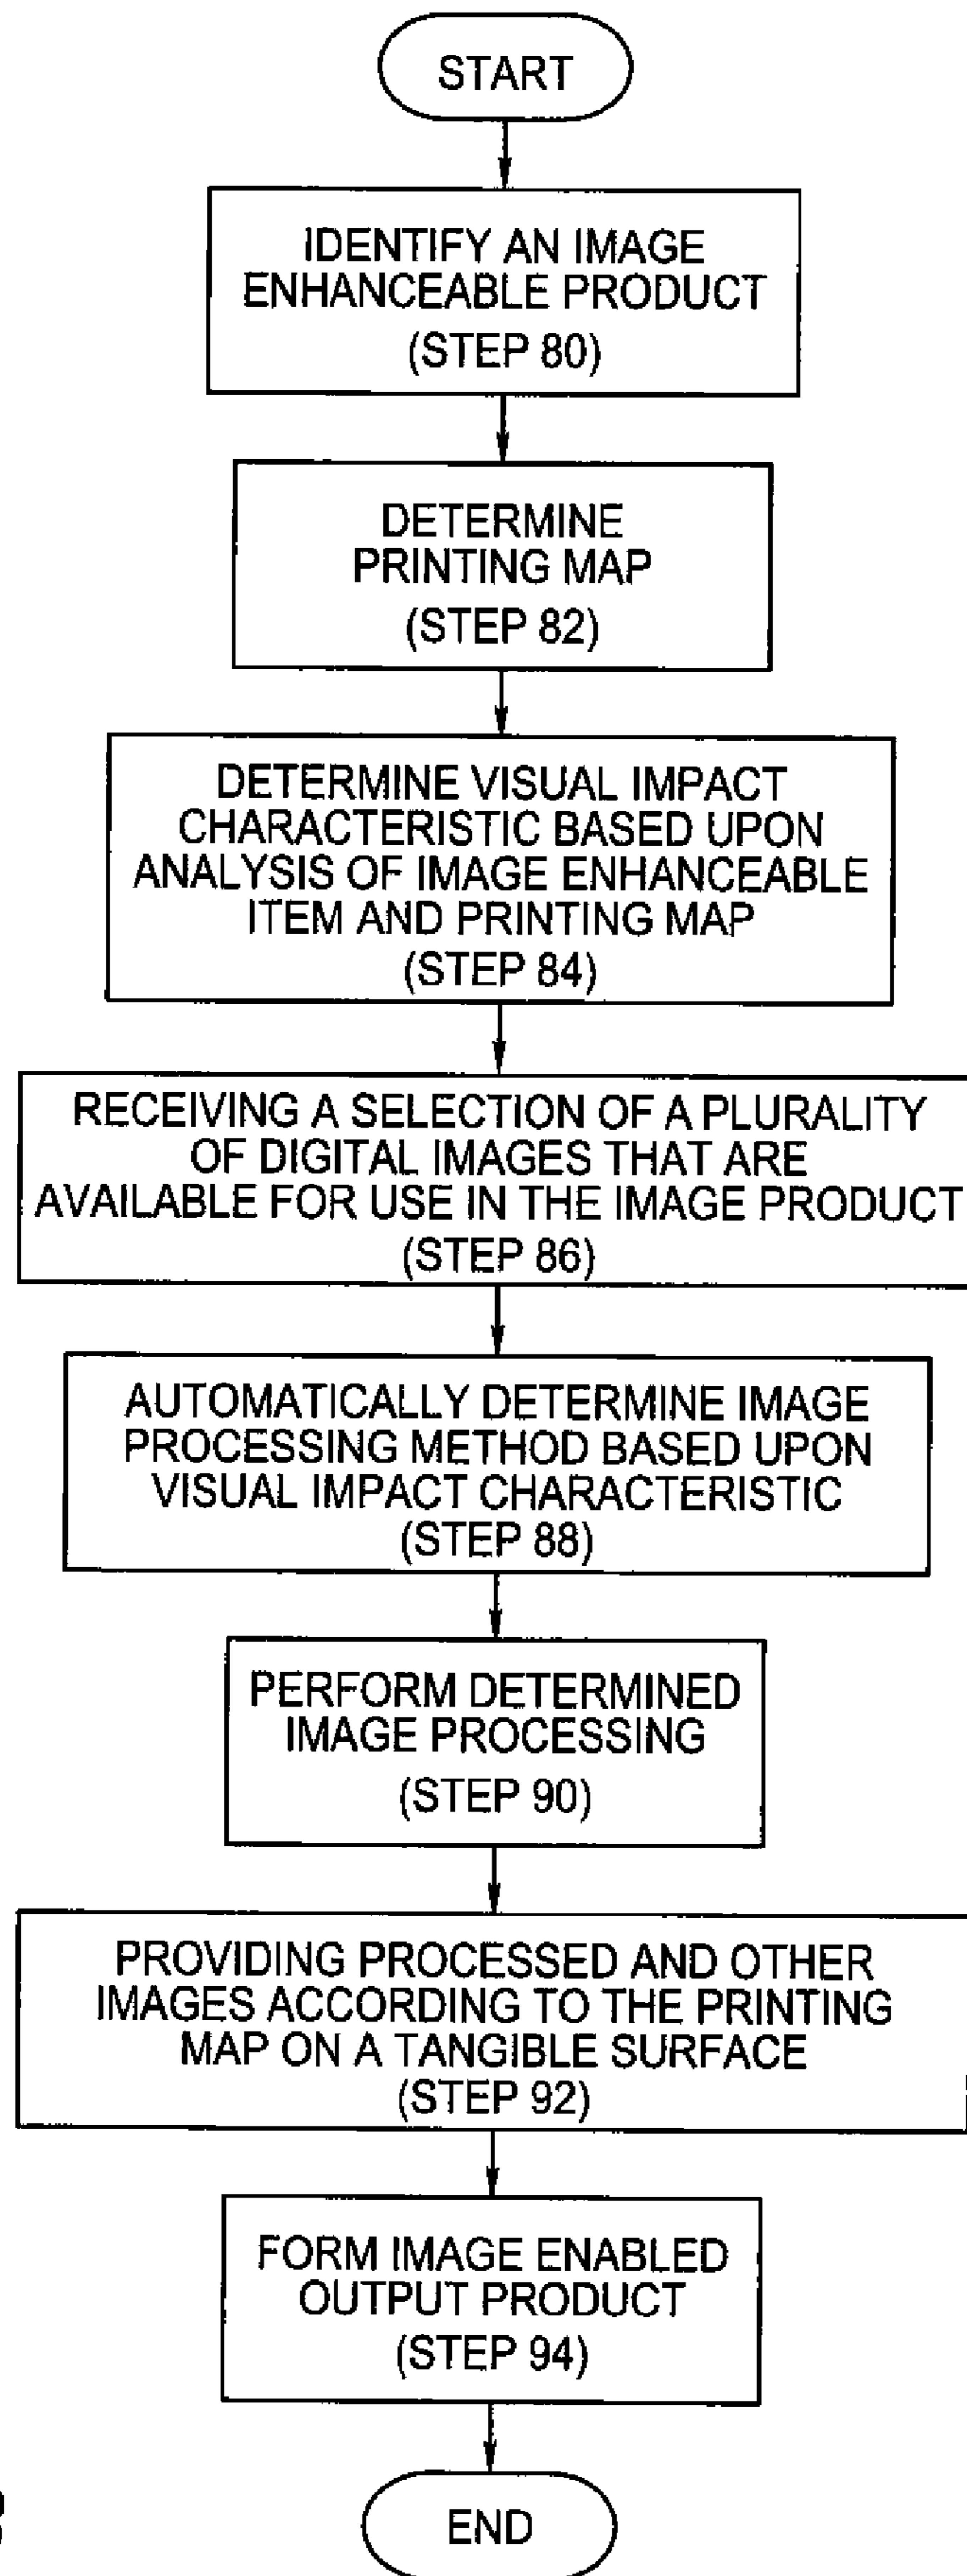 START
IDENTIFY AN IMAGE
ENHANCEABLE PRODUCT
(STEP 80)
DETERMINE
PRINTING MAP
(STEP 82)
DETERMINE VISUAL IMPACT
CHARACTERISTIC BASED UPON
ANALYSIS OF IMAGE ENHANCEABLE
ITEM AND PRINTING MAP
(STEP 84)
RECEIVING A SELECTION OF A PLURALITY
OF DIGITAL IMAGES THAT ARE
AVAILABLE FOR USE IN THE IMAGE PRODUCT
(STEP 86)
AUTOMATICALLY DETERMINE IMAGE
PROCESSING METHOD BASED UPON
VISUAL IMPACT CHARACTERISTIC
(STEP 88)
PERFORM DETERMINED
IMAGE PROCESSING
(STEP 90)
PROVIDING PROCESSED AND OTHER
IMAGES ACCORDING TO THE PRINTING
MAP ON A TANGIBLE SURFACE
(STEP 92)
FORM IMAGE ENABLED
OUTPUT PRODUCT
(STEP 94)
END